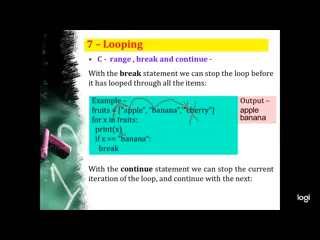 7 – Looping
• C - range , break and continue -
With the break statement we can stop the loop before
it has looped through all the items:
Example –
fruits = ["apple", "banana", "cherry"]
for x in fruits:
print(x)
if x == "banana":
break
Output –
apple
banana
With the continue statement we can stop the current
iteration of the loop, and continue with the next:
logi